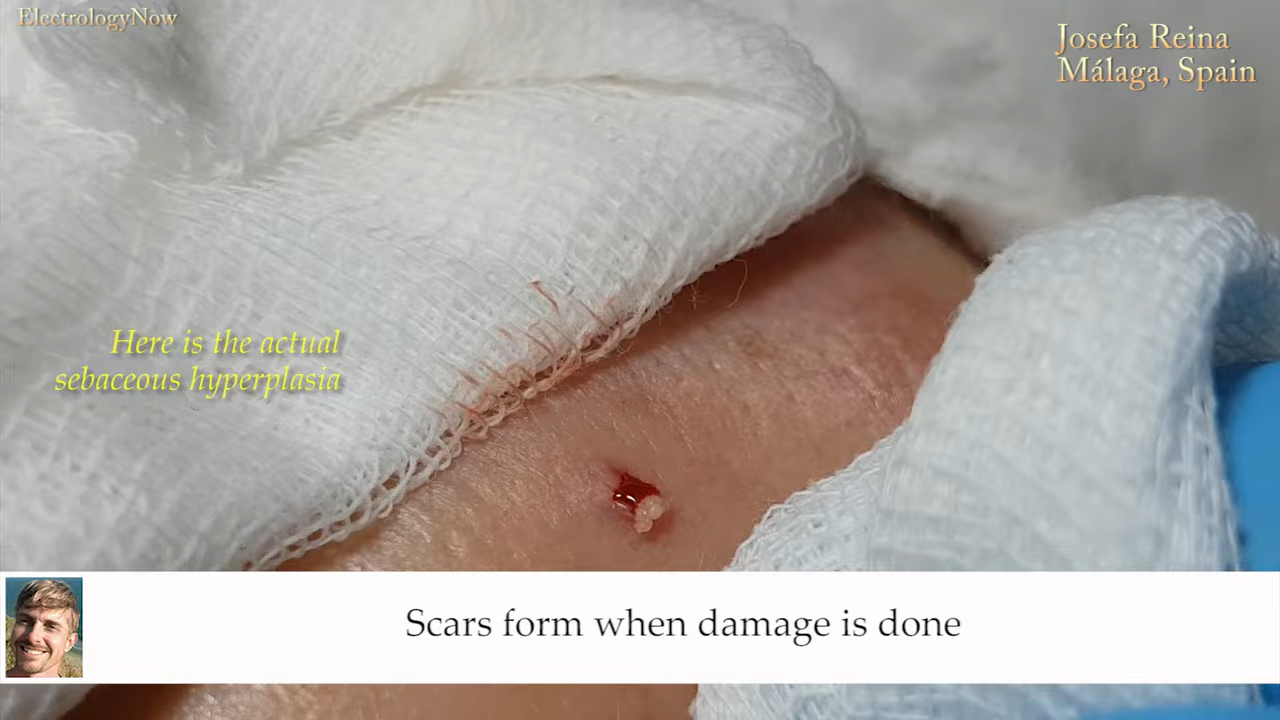 ElectrologyNow
Josefa Reina
Málaga, Spain
Here is the actual
sebaceous hyperplasia
Scars form when damage is done